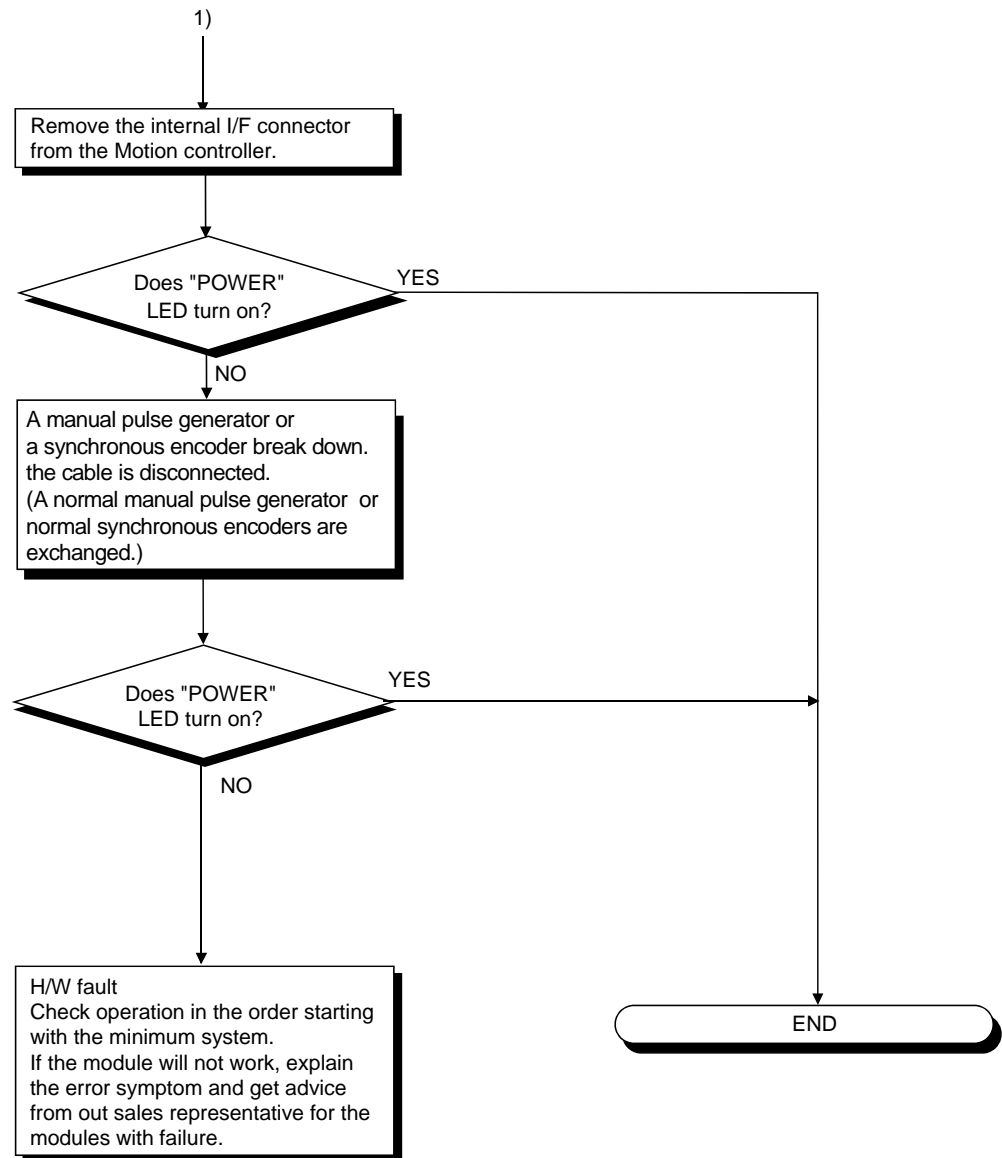 1)
Remove the internal I/F connector
from the Motion controller.
Does "POWER"
LED turn on?
YES
NO
A manual pulse generator or
a synchronous encoder break down.
the cable is disconnected.
(A normal manual pulse generator or
normal synchronous encoders are
exchanged.)
Does "POWER"
LED turn on?
YES
NO
H/W fault
Check operation in the order starting
with the minimum system.
If the module will not work, explain
the error symptom and get advice
from out sales representative for the
modules with failure.
END